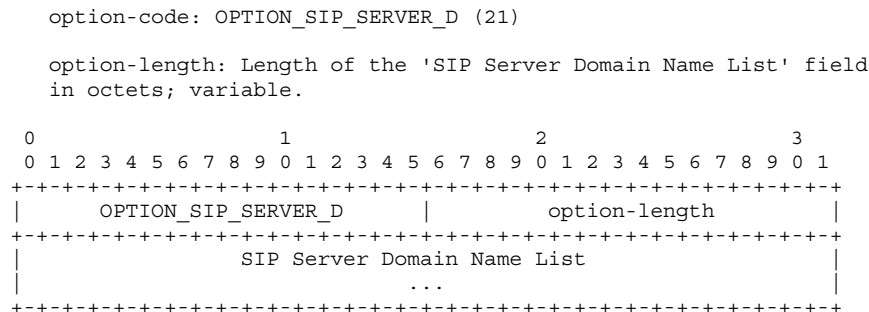 option-code: OPTION_SIP_SERVER_D (21)

   option-length: Length of the 'SIP Server Domain Name List' field
   in octets; variable.

 0                   1                   2                   3
 0 1 2 3 4 5 6 7 8 9 0 1 2 3 4 5 6 7 8 9 0 1 2 3 4 5 6 7 8 9 0 1
+-+-+-+-+-+-+-+-+-+-+-+-+-+-+-+-+-+-+-+-+-+-+-+-+-+-+-+-+-+-+-+-+
|      OPTION_SIP_SERVER_D      |         option-length         |
+-+-+-+-+-+-+-+-+-+-+-+-+-+-+-+-+-+-+-+-+-+-+-+-+-+-+-+-+-+-+-+-+
|                 SIP Server Domain Name List                   |
|                              ...                              |
+-+-+-+-+-+-+-+-+-+-+-+-+-+-+-+-+-+-+-+-+-+-+-+-+-+-+-+-+-+-+-+-+